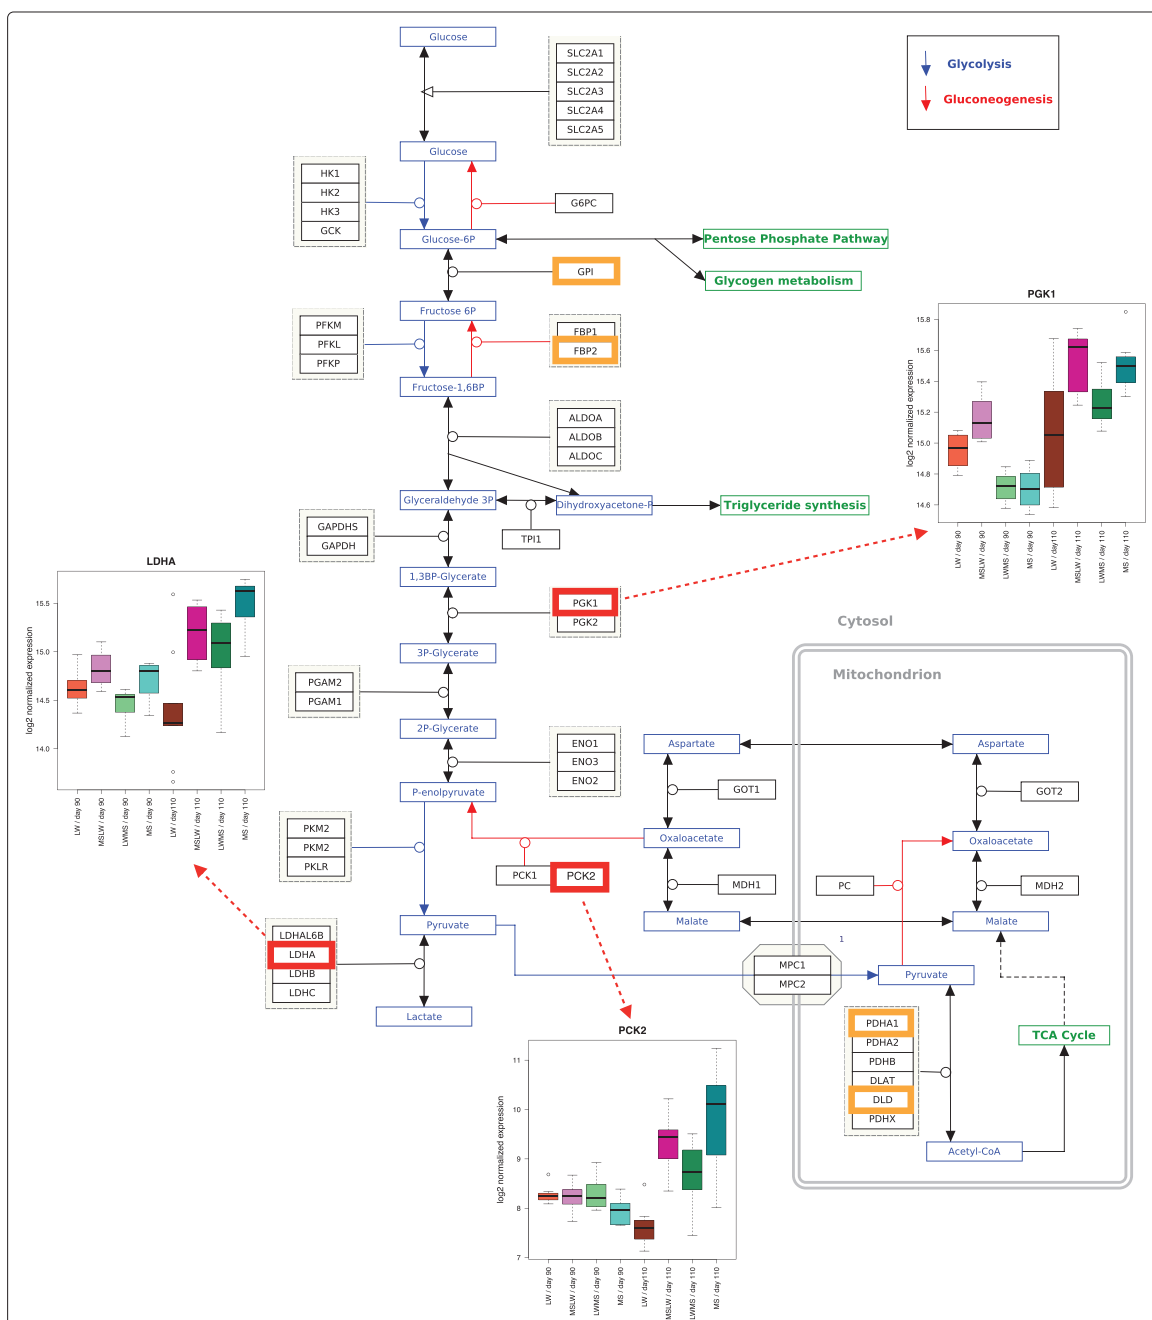 Glucose
SLC2A1
SLC2A2
SLC2A3
SLC2A4
SLC2A5
Glycolysis
Gluconeogenesis
Glucose
HK1
HK2
HK3
GCK
G6PC
Glucose-6P
Pentose Phosphate Pathway
Glycogen metabolism
GPI
Fructose 6P
PFKM
PFKL
PFKP
FBP1
FBP2
Fructose-1,6BP
ALDOA
ALDOB
ALDOC
Glyceraldehyde 3P
Dihydroxyacetone-P
Triglyceride synthesis
TPI1
GAPDHS
GAPDH
1,3BP-Glycerate
PGK1
PGK2
3P-Glycerate
PGAM2
PGAM1
2P-Glycerate
ENO1
ENO3
ENO2
P-enolpyruvate
PKM2
PKM2
PKLR
PCK1
PCK2
Pyruvate
LDHAL6B
LDHA
LDHB
LDHC
Lactate
PGK1
log2 normalized expression
15.8
15.6
15.4
15.2
15.0
14.8
14.6
LW / day 90
MSLW / day 90
LWMS / day 90
MS / day 90
LW / day110
MSLW / day 110
LWMS / day 110
MS / day 110
LDHA
log2 normalized expression
15.5
15.0
14.5
14.0
LW / day 90
MSLW / day 90
LWMS / day 90
MS / day 90
LW / day110
MSLW / day 110
LWMS / day 110
MS / day 110
Cytosol
Mitochondrion
Aspartate
Aspartate
GOT1
GOT2
Oxaloacetate
Oxaloacetate
MDH1
PC
MDH2
Malate
Malate
1
MPC1
MPC2
Pyruvate
PDHA1
PDHA2
PDHB
DLAT
DLD
PDHX
TCA Cycle
Acetyl-CoA
PCK2
log2 normalized expression
11
10
9
8
7
LW / day 90
MSLW / day 90
LWMS / day 90
MS / day 90
LW / day110
MSLW / day 110
LWMS / day 110
MS / day 110